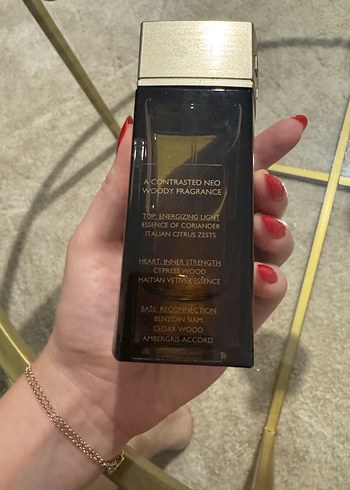 A CONTRASTED NEO
WOODY FRAGRANCE
TOP: ENERGIZING LIGHT
ESSENCE OF CORIANDER
ITALIAN CITRUS ZESTS
HEART: INNER STRENGTH
CYPRESS WOOD
HAITIAN VETIVER ESSENCE
BASE: RECONNECTION
BENZOIN SIAM
CEDAR WOOD
AMBERGRIS ACCORD